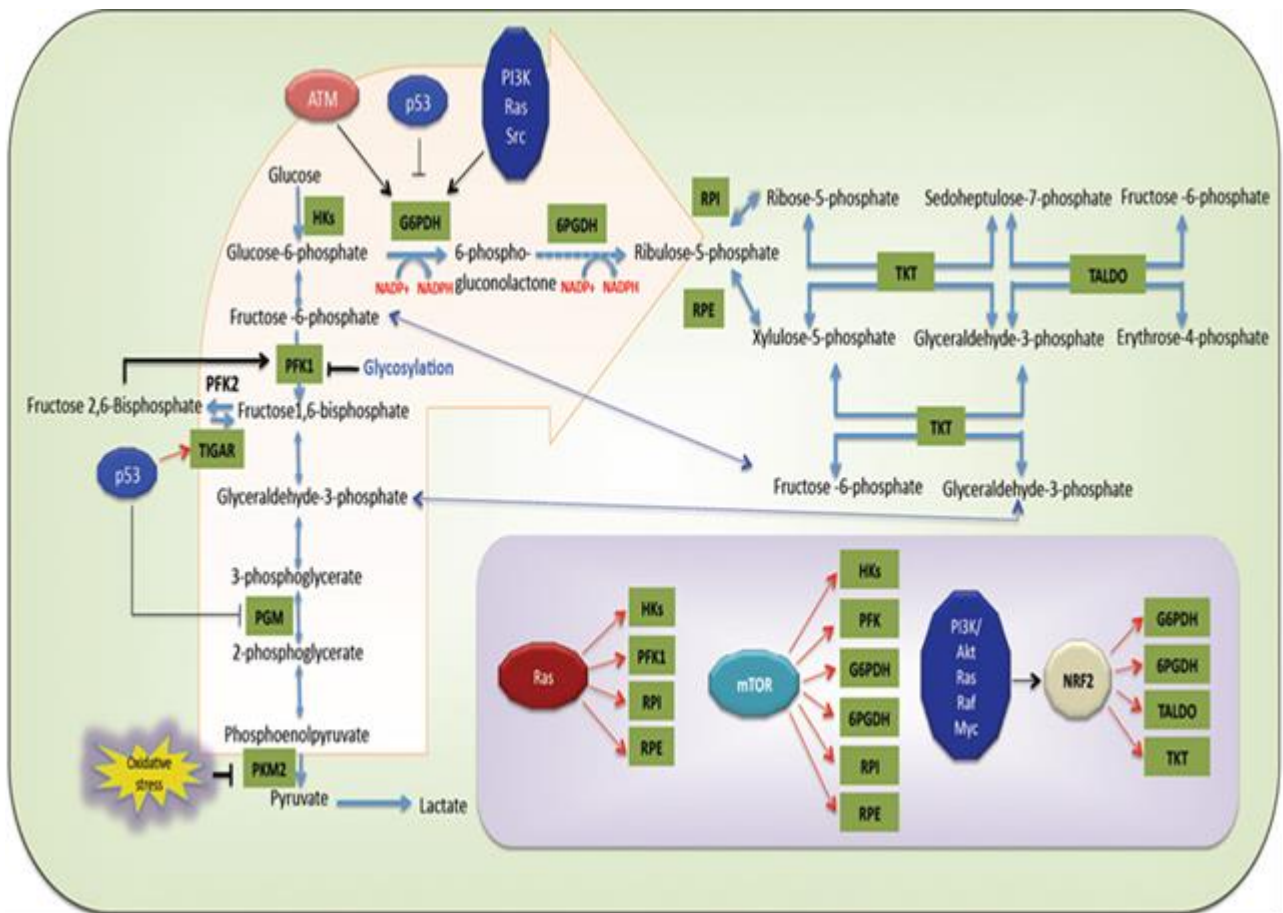 ATM
p53
PI3K
Ras
Src
Glucose
HKs
G6PDH
6PGDH
Glucose-6-phosphate
6-phospho-
gluconolactone
NADP+
NADPH
NADP+
NADPH
Ribulose-5-phosphate
RPI
RPE
Ribose-5-phosphate
Sedoheptulose-7-phosphate
Fructose -6-phosphate
TKT
TALDO
Xylulose-5-phosphate
Glyceraldehyde-3-phosphate
Erythrose-4-phosphate
TKT
Fructose -6-phosphate
Glyceraldehyde-3-phosphate
Fructose -6-phosphate
PFK1
Glycosylation
PFK2
Fructose 2,6-Bisphosphate
Fructose1,6-bisphosphate
TIGAR
p53
Glyceraldehyde-3-phosphate
3-phosphoglycerate
PGM
2-phosphoglycerate
Phosphoenolpyruvate
Oxidative
stress
PKM2
Pyruvate
Lactate
Ras
HKs
PFK1
RPI
RPE
mTOR
HKs
PFK
G6PDH
6PGDH
RPI
RPE
PI3K/
Akt
Ras
Raf
Myc
NRF2
G6PDH
6PGDH
TALDO
TKT